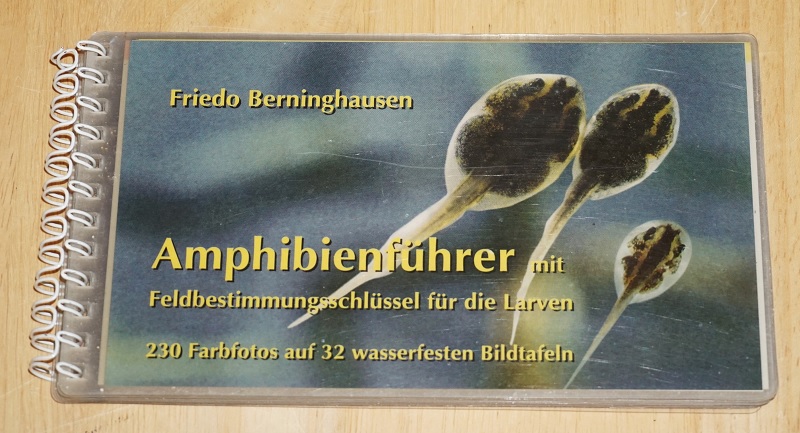 Friedo Berninghausen
Amphibienführer mit
Feldbestimmungsschlüssel für die Larven
230 Farbfotos auf 32 wasserfesten Bildtafeln